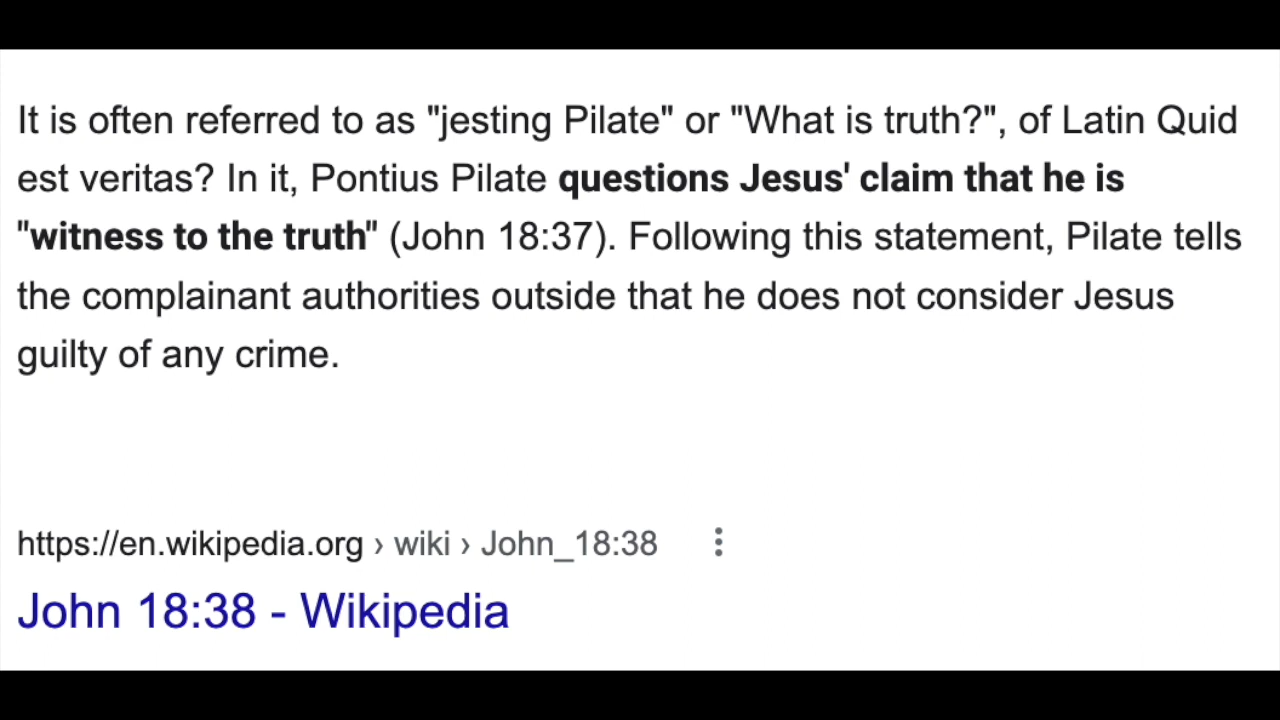 It is often referred to as "jesting Pilate" or "What is truth?", of Latin Quid
est veritas? In it, Pontius Pilate questions Jesus' claim that he is
"witness to the truth" (John 18:37). Following this statement, Pilate tells
the complainant authorities outside that he does not consider Jesus
guilty of any crime.
https://en.wikipedia.org › wiki › John_18:38
John 18:38 - Wikipedia